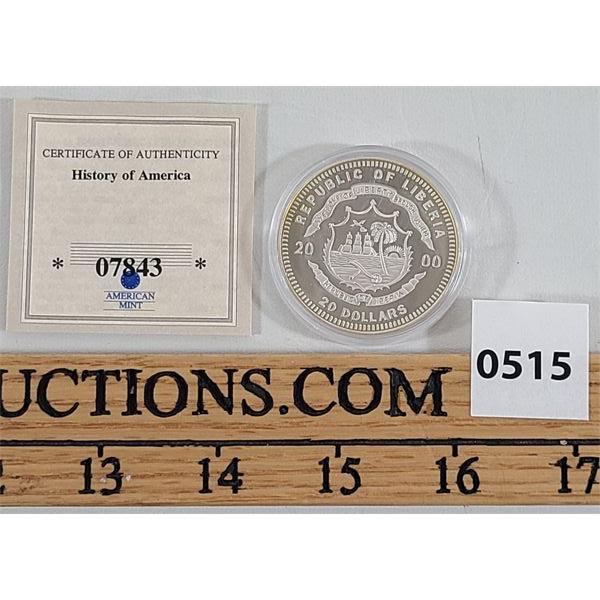 CERTIFICATE OF AUTHENTICITY
History of America
* 07843 *
AMERICAN
MINT
REPUBLIC OF LIBERIA
20 00
20 DOLLARS
0515
UCTIONS.COM
13 14 15 16 17